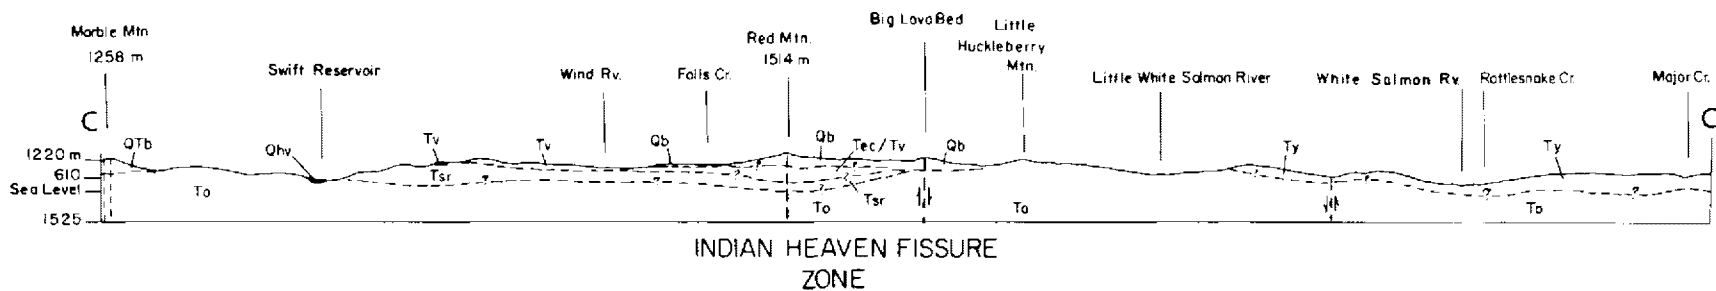 Marble Mtn
1258 m
Swift Reservoir
Wind Rv.
Falls Cr.
Red Mtn.
1514 m
Big Lava Bed
Little
Huckleberry
Mtn.
Little White Salmon River
White Salmon Rv.
Rattlesnake Cr.
Major Cr.
C
C
QTb
Qhv
Tv
Tv
Qb
Qb
Tec/Tv
Qb
Ty
Ty
1220 m
610
Sea Level
1525
To
Tsr
?
?
?
?
?
?
To
Tsr
To
?
?
?
?
To
INDIAN HEAVEN FISSURE
ZONE